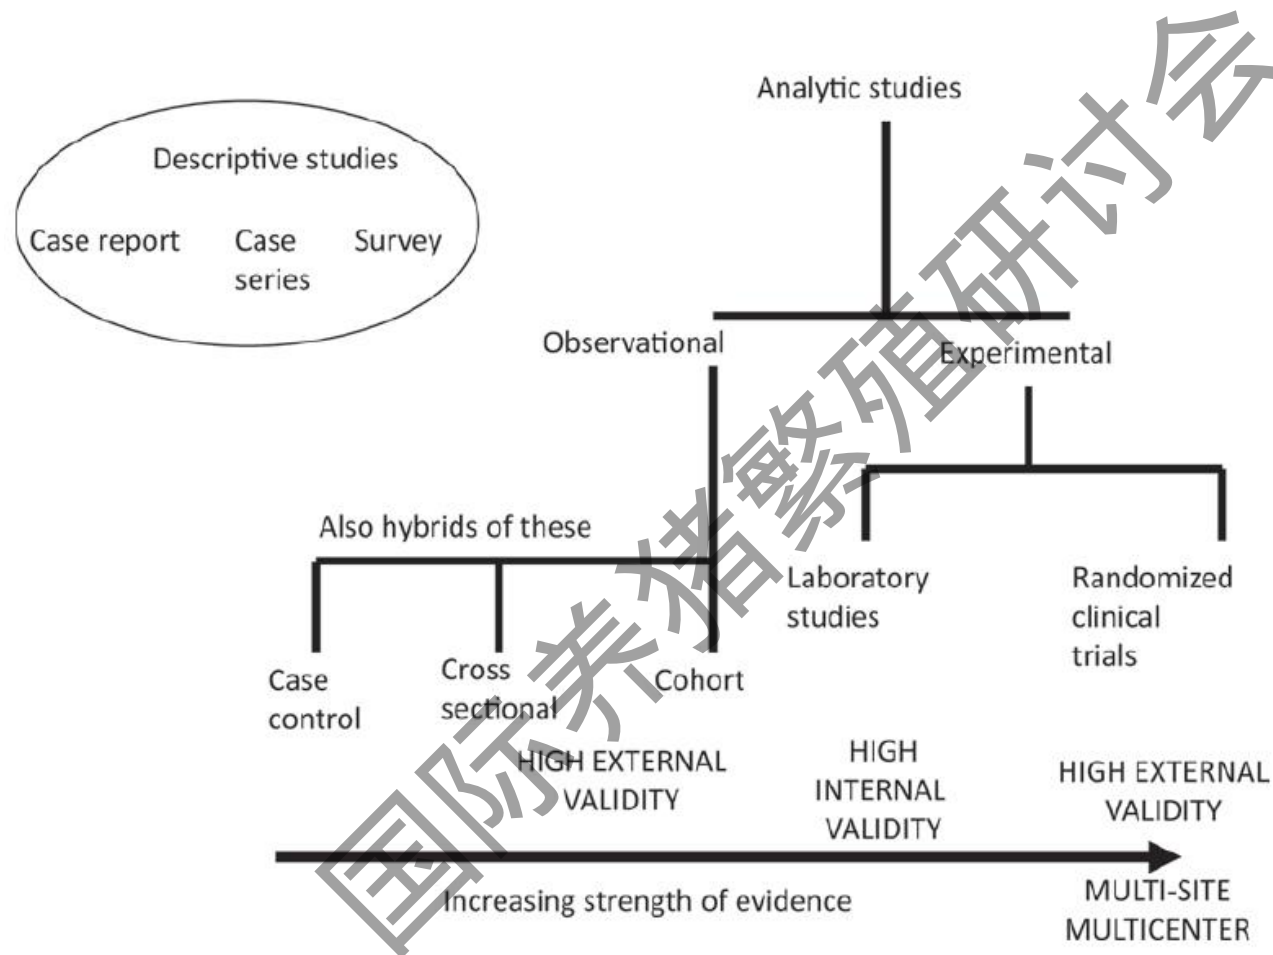 Analytic studies
Descriptive studies
Case report
Case
series
Survey
Observational
Experimental
Also hybrids of these
Laboratory
studies
Randomized
clinical
trials
Case
control
Cross
sectional
Cohort
HIGH EXTERNAL
VALIDITY
HIGH
INTERNAL
VALIDITY
HIGH EXTERNAL
VALIDITY
Increasing strength of evidence
MULTI-SITE
MULTICENTER
国际养猪繁殖研讨会